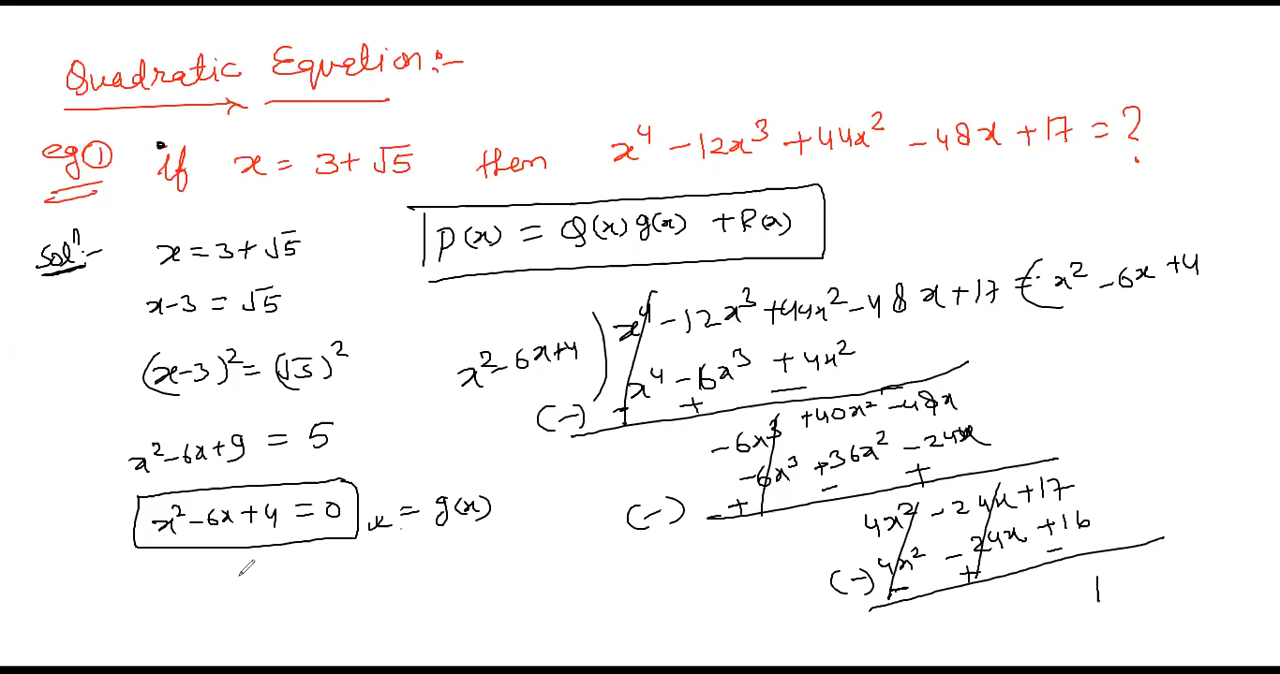 Quadratic Equation:-
eg① if x = 3+√5 then x⁴ - 12x³ + 44x² - 48x + 17 = ?
P(x) = Q(x) g(x) + R(x)
Solⁿ:- x = 3+√5
x-3 = √5
(x-3)² = (√5)²
x² - 6x + 9 = 5
x² - 6x + 4 = 0 = g(x)
x² - 6x + 4 ) x⁴ - 12x³ + 44x² - 48x + 17 ( x² - 6x + 4
x⁴ - 6x³ + 4x²
(-) - + -
-6x³ + 40x² - 48x
-6x³ + 36x² - 24x
(-) + - +
4x² - 24x + 17
4x² - 24x + 16
(-) - + -
1